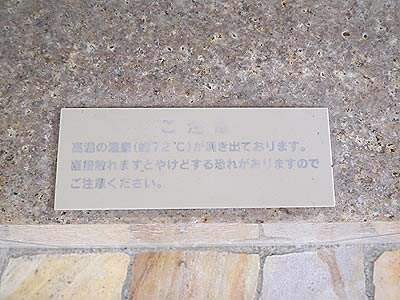 ご注意
高温の温泉(約72℃)が湧き出ております。
直接触れますとやけどする恐れがありますので
ご注意ください。